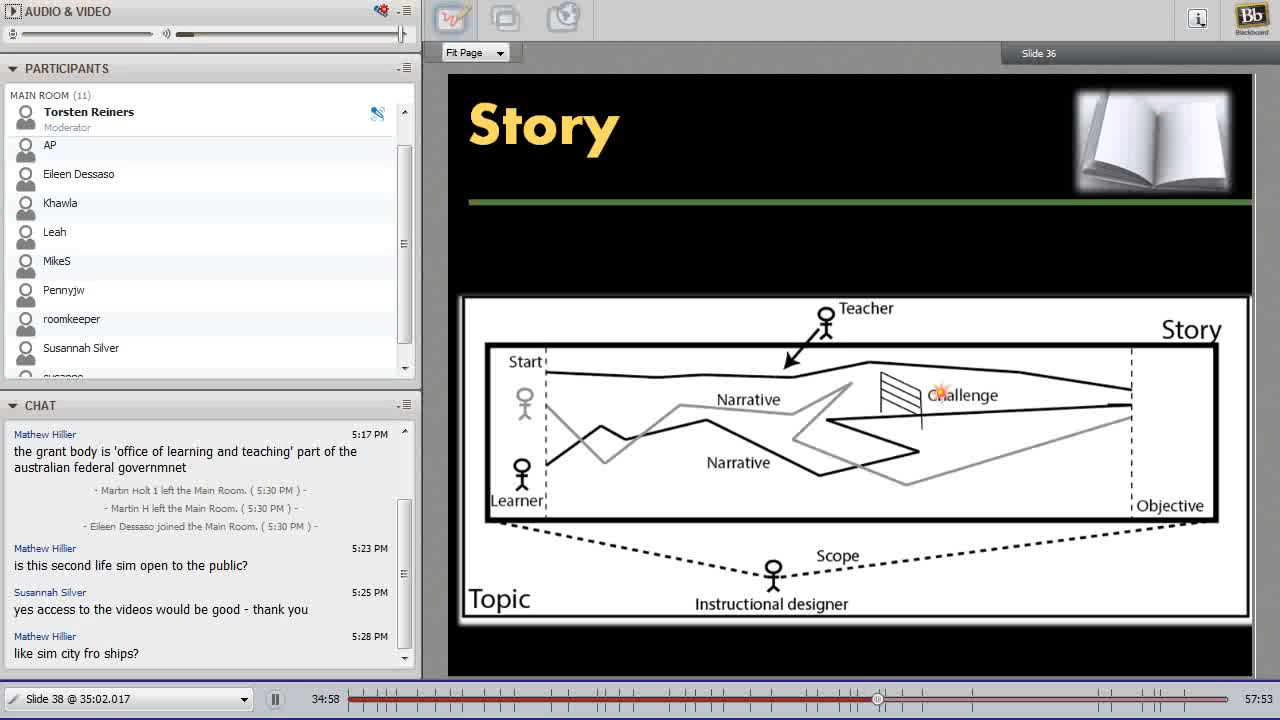 AUDIO & VIDEO
PARTICIPANTS
MAIN ROOM (11)
Torsten Reiners
Moderator
AP
Eileen Dessaso
Khawla
Leah
MikeS
Pennyjw
roomkeeper
Susannah Silver
susanne
CHAT
Mathew Hillier 5:17 PM
the grant body is 'office of learning and teaching' part of the
australian federal governmnet
- Martin Holt 1 left the Main Room. ( 5:30 PM ) -
- Martin H left the Main Room. ( 5:30 PM ) -
- Eileen Dessaso joined the Main Room. ( 5:30 PM ) -
Mathew Hillier 5:23 PM
is this second life build open to the public?
Susannah Silver 5:25 PM
yes access to the videos would be good - thank you
Mathew Hillier 5:28 PM
like sim city fro ships?
Slide 38 @ 35:02.017
34:58
57:53
Fit Page
Slide 36
i
Bb
Blackboard
Story
Teacher
Story
Start
Narrative
Challenge
Narrative
Learner
Objective
Scope
Topic
Instructional designer